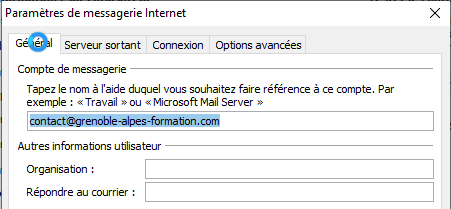 Paramètres de messagerie Internet
Général Serveur sortant Connexion Options avancées
Compte de messagerie
Tapez le nom à l'aide duquel vous souhaitez faire référence à ce compte. Par
exemple : « Travail » ou « Microsoft Mail Server »
contact@grenoble-alpes-formation.com
Autres informations utilisateur
Organisation :
Répondre au courrier :